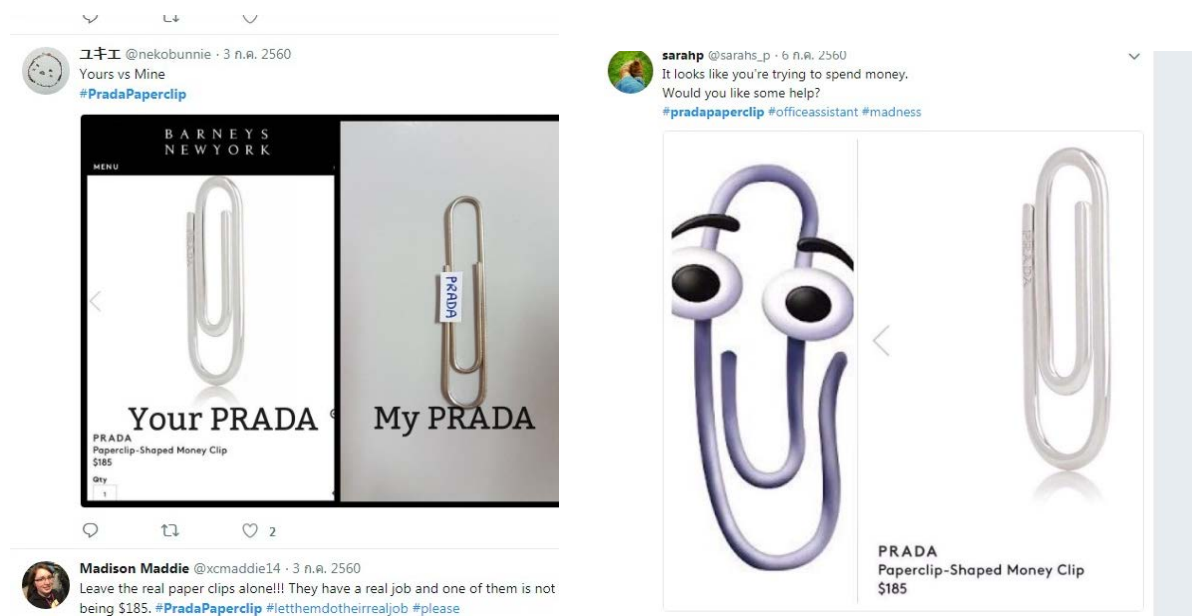 ユキエ @nekobunnie · 3 ก.ค. 2560
Yours vs Mine
#PradaPaperclip
BARNEYS
NEWYORK
MENU
PRADA
Your PRADA
PRADA
Paperclip-Shaped Money Clip
$185
Qty
1
PRADA
My PRADA
2
Madison Maddie @xcmaddie14 · 3 ก.ค. 2560
Leave the real paper clips alone!!! They have a real job and one of them is not
being $185. #PradaPaperclip #letthemdotheirrealjob #please
sarahp @sarahs_p · 6 ก.ค. 2560
It looks like you're trying to spend money.
Would you like some help?
#pradapaperclip #officeassistant #madness
PRADA
PRADA
Paperclip-Shaped Money Clip
$185